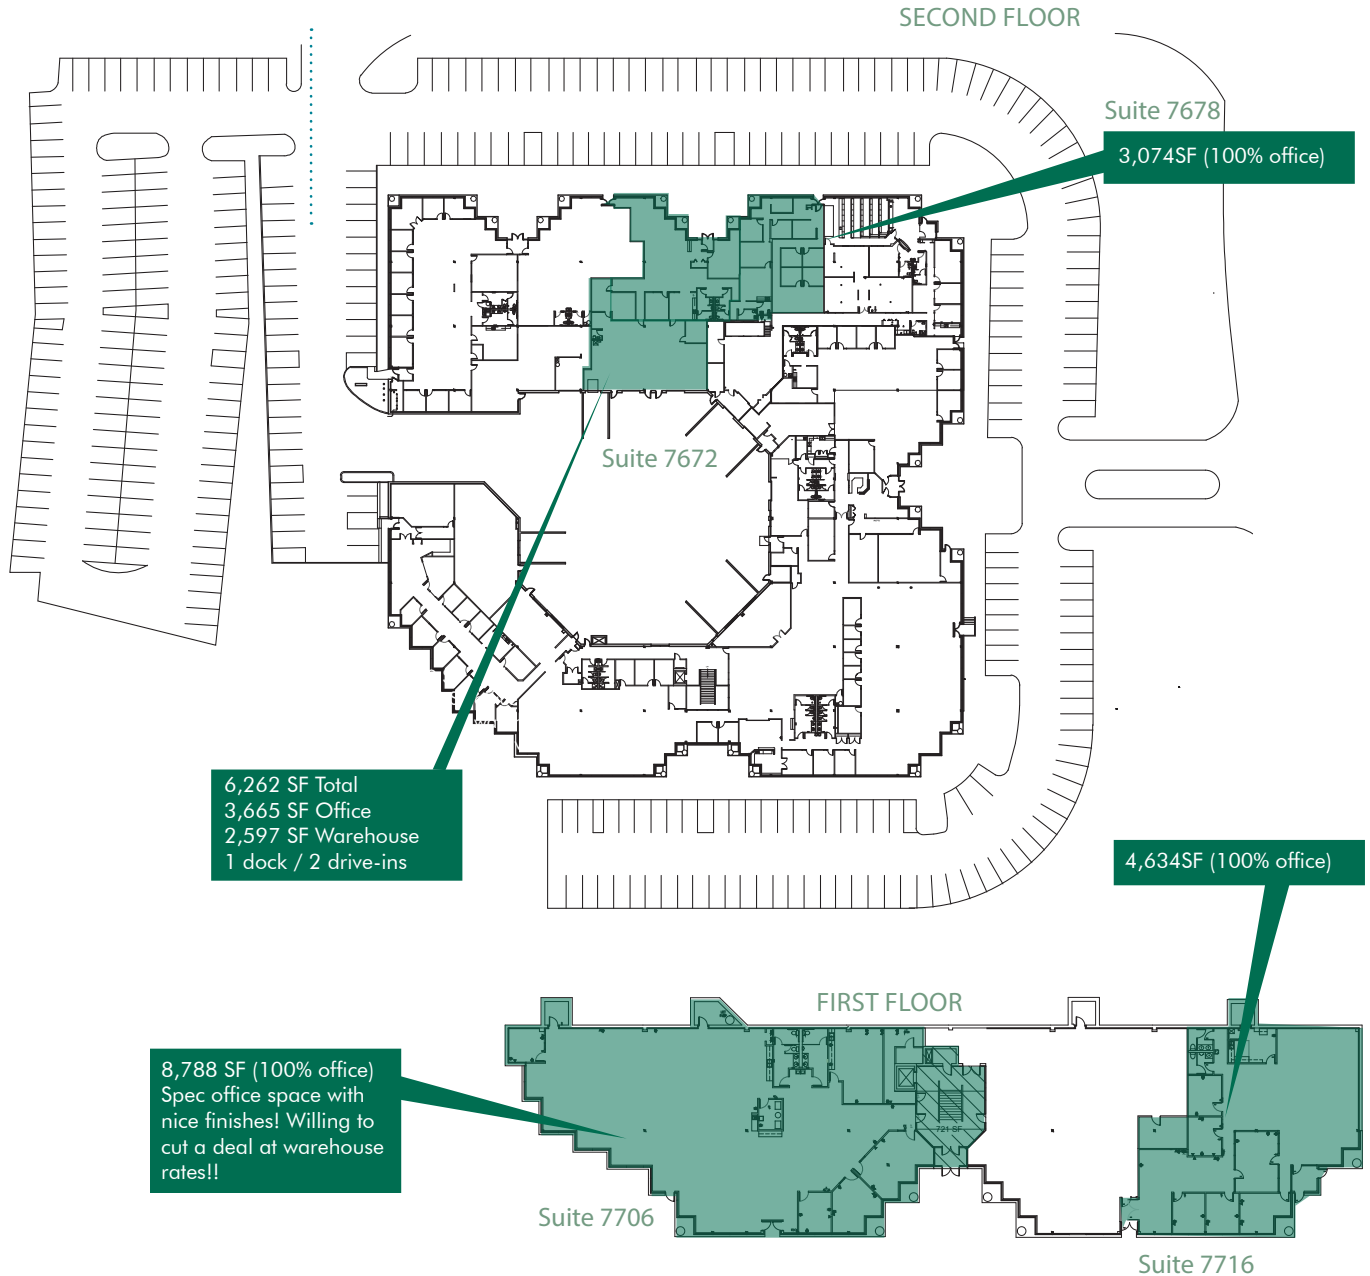 SECOND FLOOR
Suite 7678
3,074SF (100% office)
Suite 7672
6,262 SF Total
3,665 SF Office
2,597 SF Warehouse
1 dock / 2 drive-ins
4,634SF (100% office)
FIRST FLOOR
8,788 SF (100% office)
Spec office space with
nice finishes! Willing to
cut a deal at warehouse
rates!!
721 SF
Suite 7706
Suite 7716